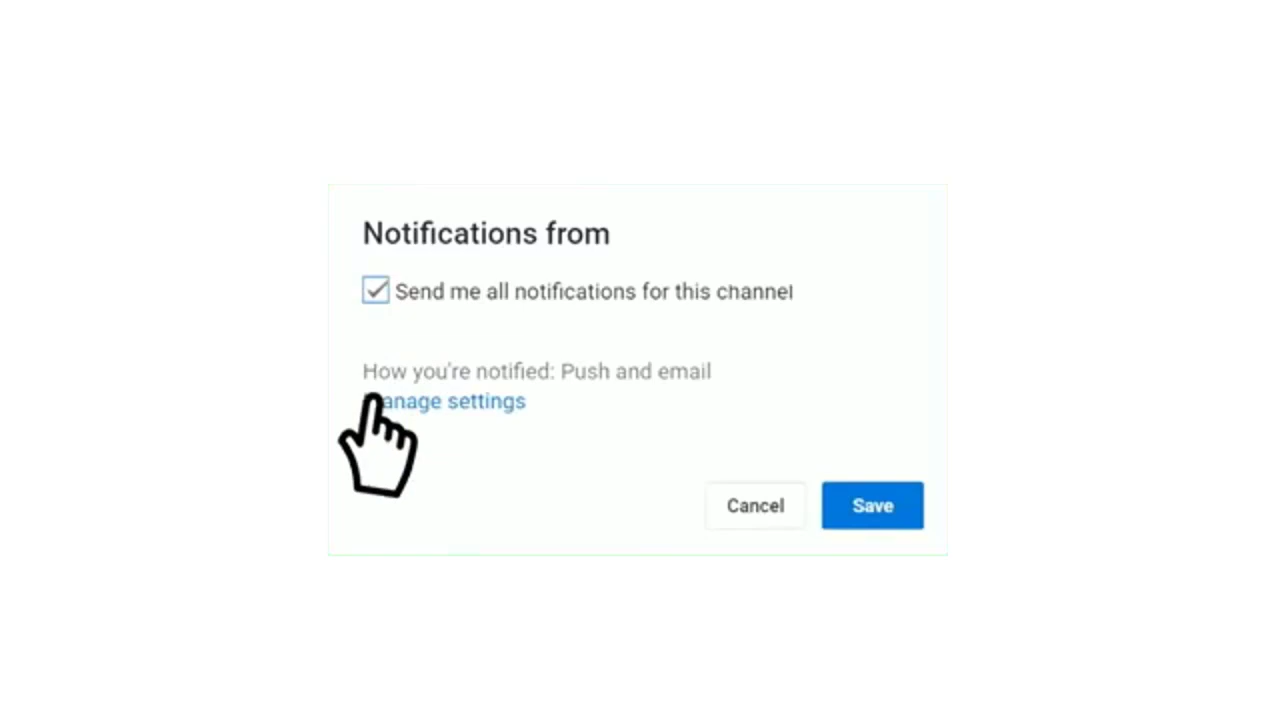 Notifications from
Send me all notifications for this channel
How you're notified: Push and email
anage settings
Cancel
Save